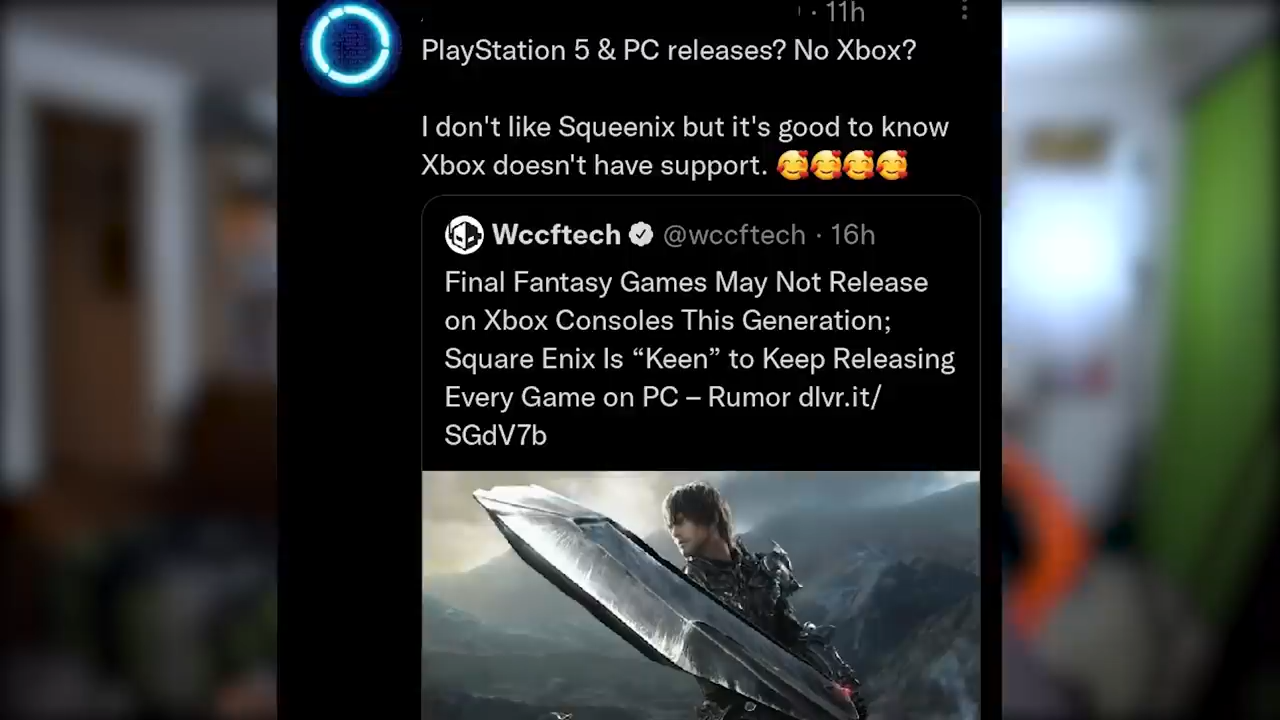 · 11h
PlayStation 5 & PC releases? No Xbox?
I don't like Squeenix but it's good to know
Xbox doesn't have support. 🥰🥰🥰🥰
Wccftech @wccftech · 16h
Final Fantasy Games May Not Release
on Xbox Consoles This Generation;
Square Enix Is “Keen” to Keep Releasing
Every Game on PC – Rumor dlvr.it/
SGdV7b